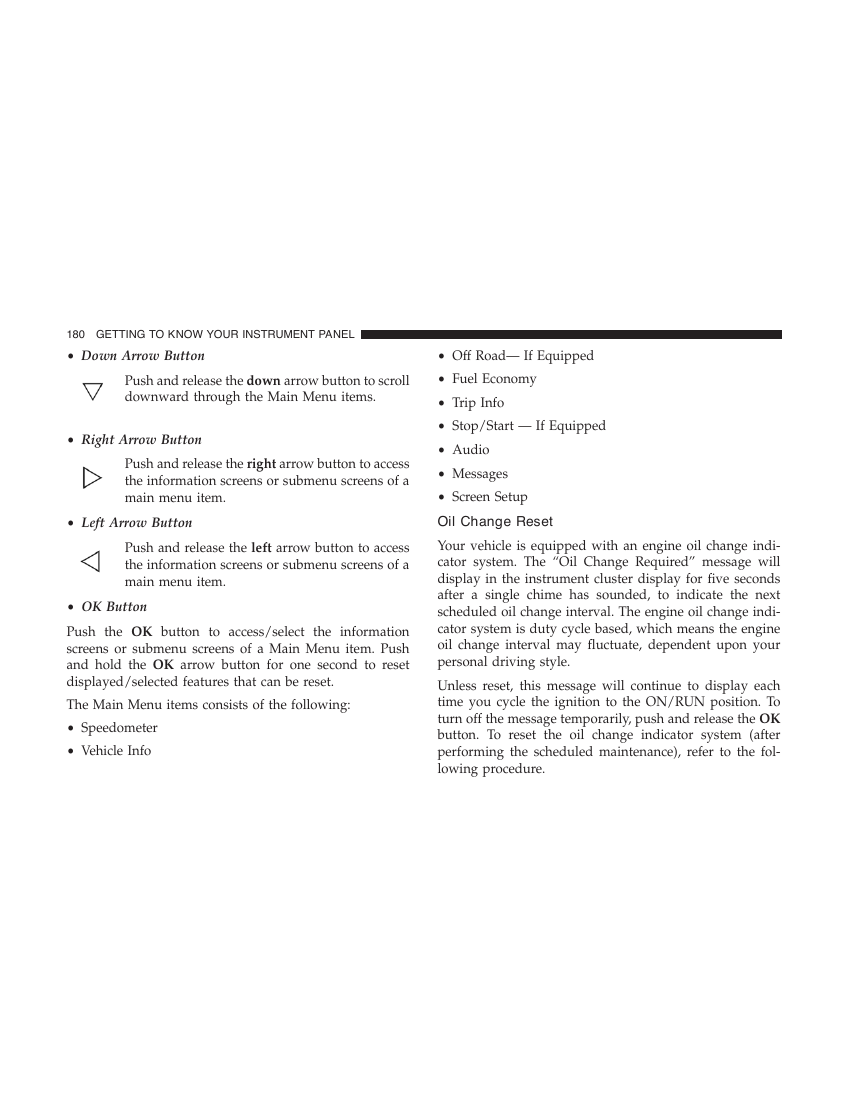 180 GETTING TO KNOW YOUR INSTRUMENT PANEL
• Down Arrow Button
Push and release the down arrow button to scroll
downward through the Main Menu items.
• Right Arrow Button
Push and release the right arrow button to access
the information screens or submenu screens of a
main menu item.
• Left Arrow Button
Push and release the left arrow button to access
the information screens or submenu screens of a
main menu item.
• OK Button
Push the OK button to access/select the information
screens or submenu screens of a Main Menu item. Push
and hold the OK arrow button for one second to reset
displayed/selected features that can be reset.
The Main Menu items consists of the following:
• Speedometer
• Vehicle Info
• Off Road— If Equipped
• Fuel Economy
• Trip Info
• Stop/Start — If Equipped
• Audio
• Messages
• Screen Setup
Oil Change Reset
Your vehicle is equipped with an engine oil change indi-
cator system. The “Oil Change Required” message will
display in the instrument cluster display for five seconds
after a single chime has sounded, to indicate the next
scheduled oil change interval. The engine oil change indi-
cator system is duty cycle based, which means the engine
oil change interval may fluctuate, dependent upon your
personal driving style.
Unless reset, this message will continue to display each
time you cycle the ignition to the ON/RUN position. To
turn off the message temporarily, push and release the OK
button. To reset the oil change indicator system (after
performing the scheduled maintenance), refer to the fol-
lowing procedure.